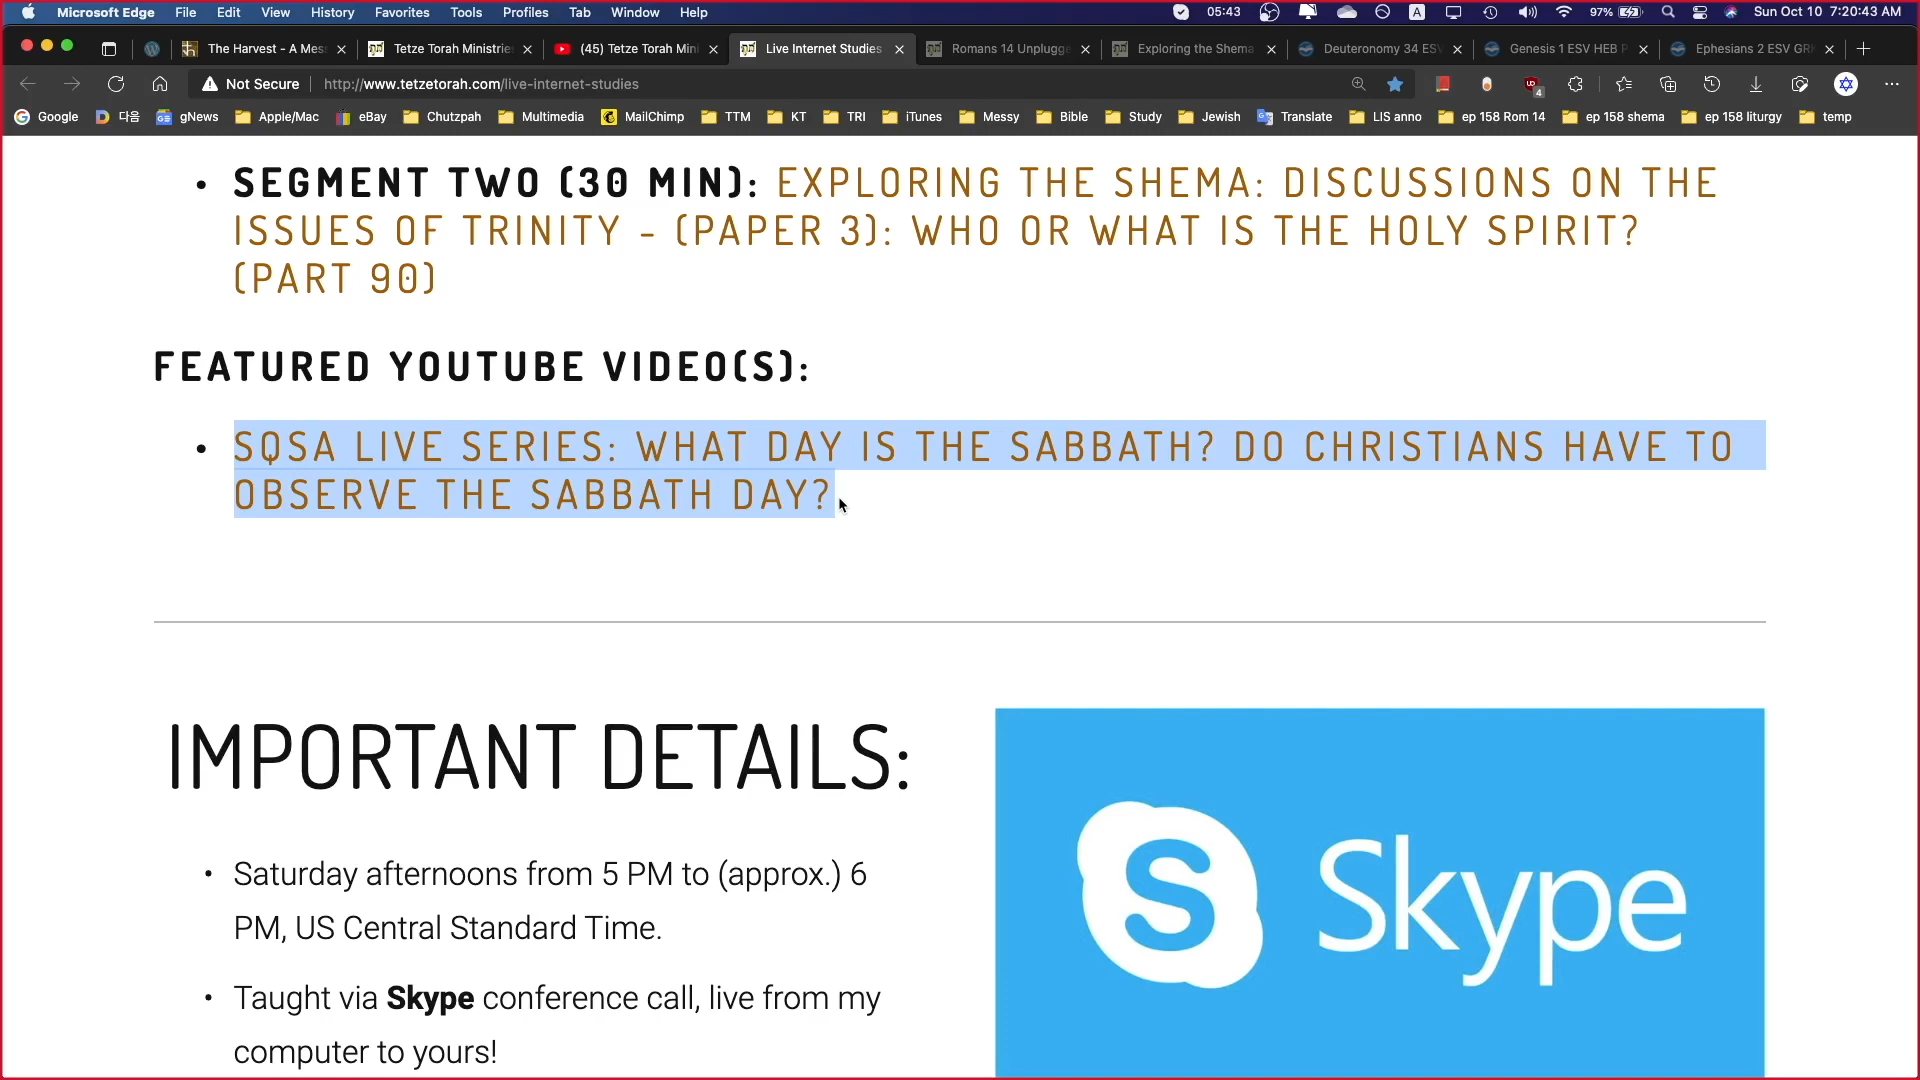 Microsoft Edge File Edit View History Favorites Tools Profiles Tab Window Help 05:43 A 97% Sun Oct 10 7:20:43 AM
The Harvest - A Mess Tetze Torah Ministrie (45) Tetze Torah Mini Live Internet Studies Romans 14 Unplugge Exploring the Shema Deuteronomy 34 ESV Genesis 1 ESV HEB P Ephesians 2 ESV GRK
Not Secure http://www.tetzetorah.com/live-internet-studies
Google 다음 gNews Apple/Mac eBay Chutzpah Multimedia MailChimp TTM KT TRI iTunes Messy Bible Study Jewish Translate LIS anno ep 158 Rom 14 ep 158 shema ep 158 liturgy temp
• SEGMENT TWO (30 MIN): EXPLORING THE SHEMA: DISCUSSIONS ON THE
ISSUES OF TRINITY – (PAPER 3): WHO OR WHAT IS THE HOLY SPIRIT?
(PART 90)
FEATURED YOUTUBE VIDEO(S):
• SQSA LIVE SERIES: WHAT DAY IS THE SABBATH? DO CHRISTIANS HAVE TO
OBSERVE THE SABBATH DAY?
IMPORTANT DETAILS:
• Saturday afternoons from 5 PM to (approx.) 6
PM, US Central Standard Time.
• Taught via Skype conference call, live from my
computer to yours!
Skype